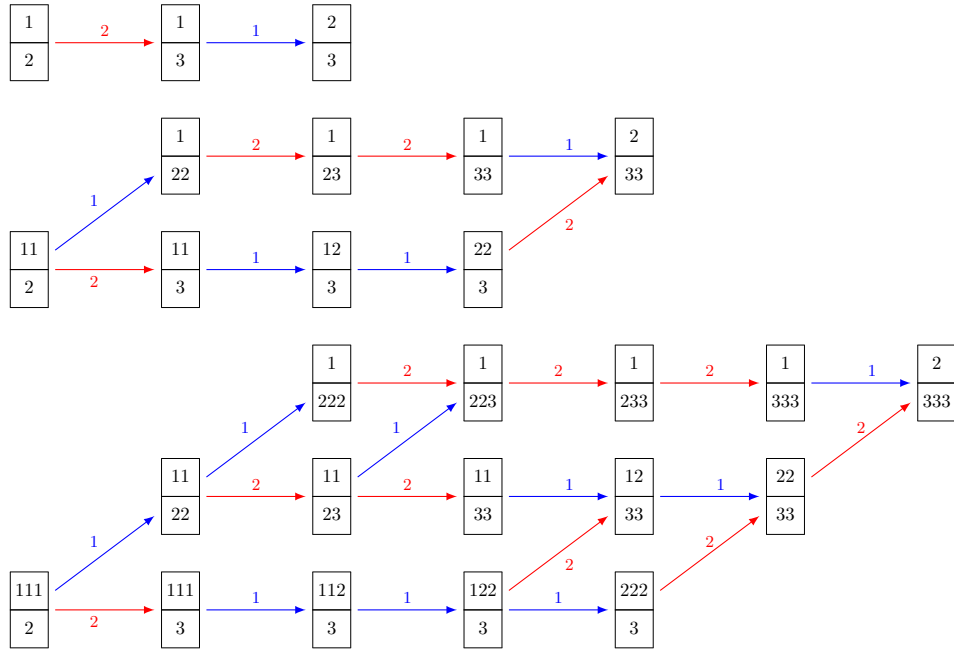 1 2 1 1 2
2 3 3
1 2 1 2 1 1 2
1 22 23 33 33
11 11 12 22 2
2 2 3 1 3 1 3
1 2 1 2 1 2 1 1 2
1 222 1 223 233 333 2 333
11 2 11 2 11 1 12 1 22
1 22 23 33 33 2
111 111 112 122 2 222
2 2 3 1 3 1 3 1 3